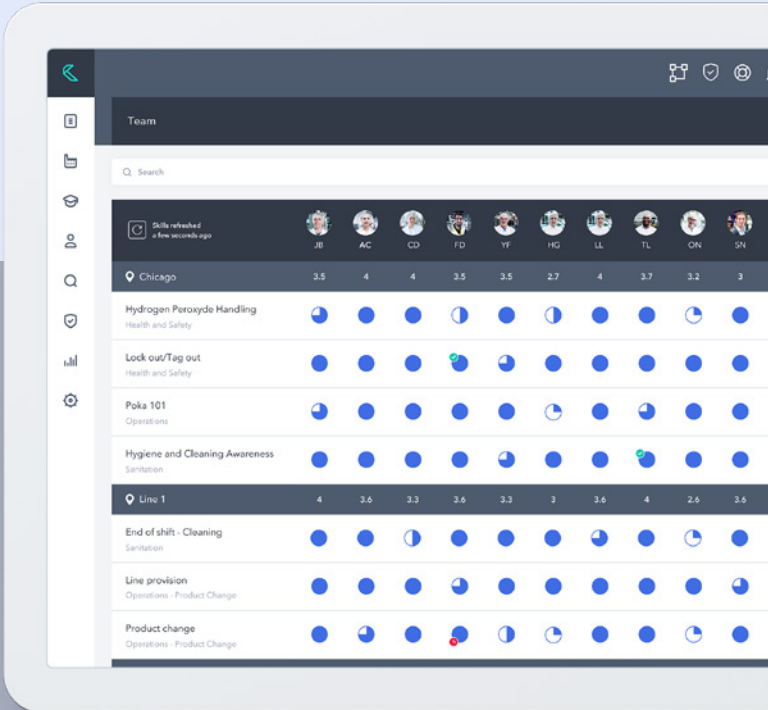 Team
Search
Skills refreshed
a few seconds ago
JB AC CD FD YF HG LL TL ON SN
Chicago 3.5 4 4 3.5 3.5 2.7 4 3.7 3.2 3
Hydrogen Peroxyde Handling
Health and Safety
Lock out/Tag out
Health and Safety
Poka 101
Operations
Hygiene and Cleaning Awareness
Sanitation
Line 1 4 3.6 3.3 3.6 3.3 3 3.6 4 2.6 3.6
End of shift - Cleaning
Sanitation
Line provision
Operations - Product Change
Product change
Operations - Product Change